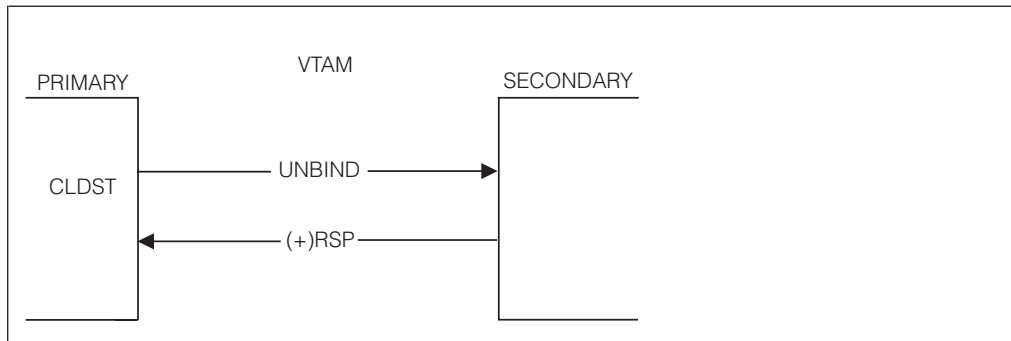 VTAM
PRIMARY
SECONDARY
UNBIND
CLDST
(+)RSP